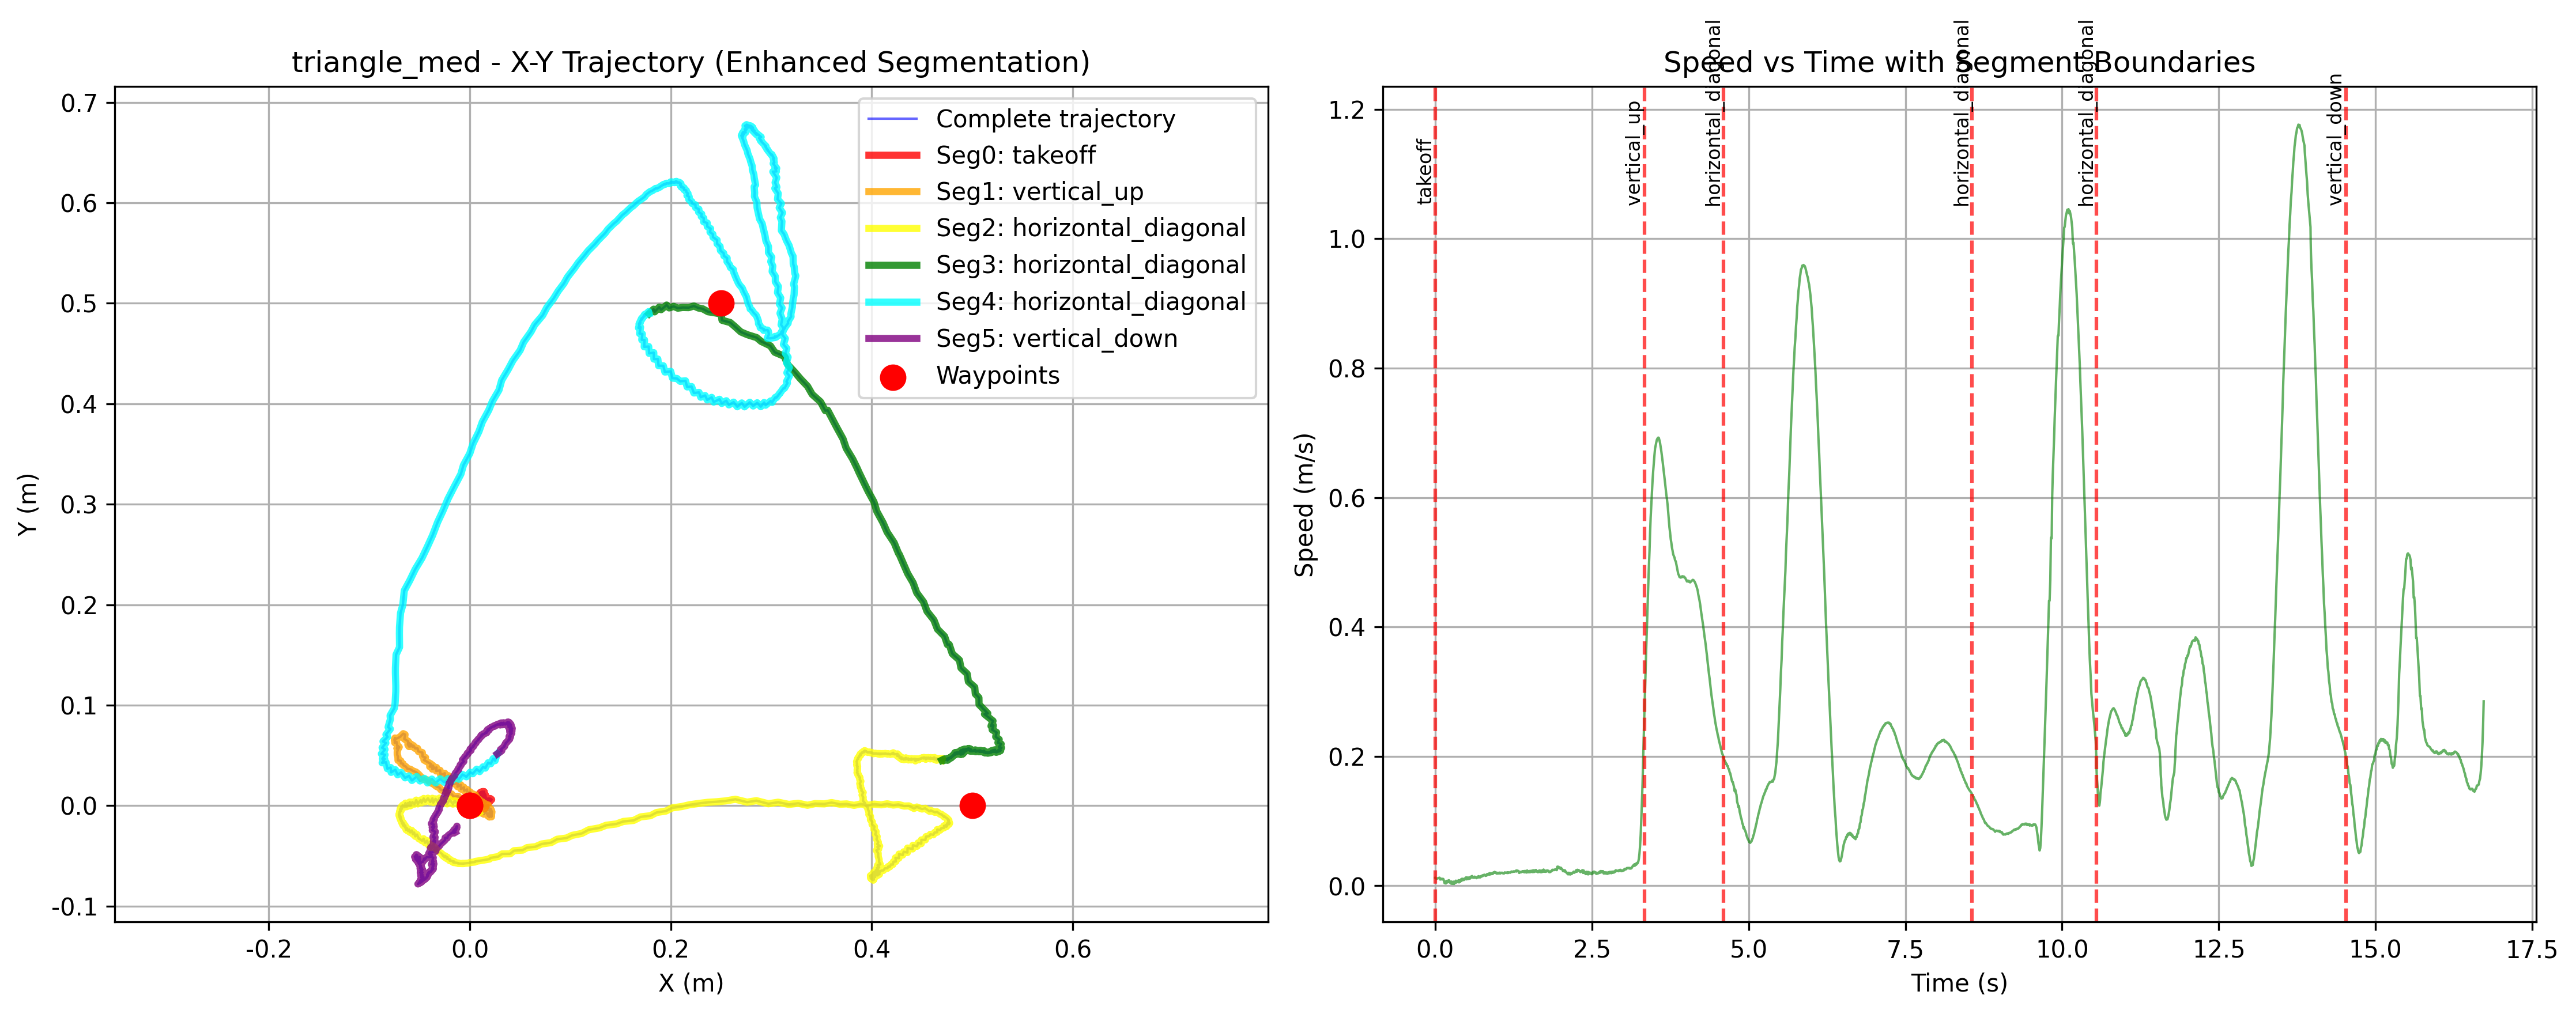 triangle_med - X-Y Trajectory (Enhanced Segmentation)
0.7
0.6
0.5
0.4
0.3
0.2
0.1
0.0
-0.1
Y (m)
-0.2
0.0
0.2
0.4
0.6
X (m)
Complete trajectory
Seg0: takeoff
Seg1: vertical_up
Seg2: horizontal_diagonal
Seg3: horizontal_diagonal
Seg4: horizontal_diagonal
Seg5: vertical_down
Waypoints
Speed vs Time with Segment Boundaries
takeoff
vertical_up
horizontal_diagonal
horizontal_diagonal
horizontal_diagonal
vertical_down
1.2
1.0
0.8
0.6
0.4
0.2
0.0
Speed (m/s)
0.0
2.5
5.0
7.5
10.0
12.5
15.0
17.5
Time (s)